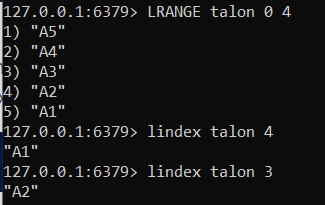 127.0.0.1:6379> LRANGE talon 0 4
1) "A5"
2) "A4"
3) "A3"
4) "A2"
5) "A1"
127.0.0.1:6379> lindex talon 4
"A1"
127.0.0.1:6379> lindex talon 3
"A2"